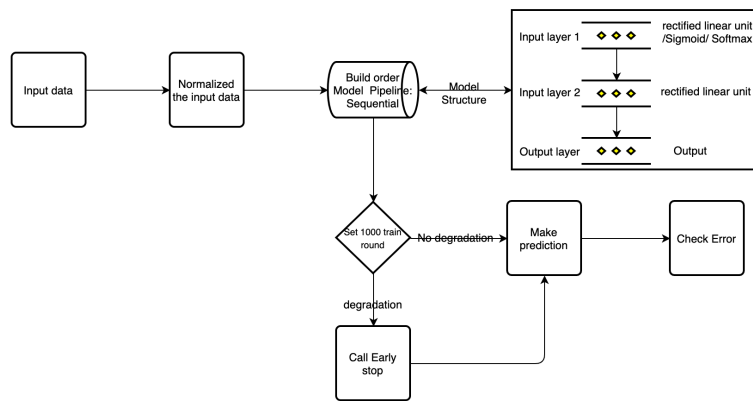 Input data
Normalized
the input data
Build order
Model Pipeline:
Sequential
Model
Structure
Input layer 1
rectified linear unit
/Sigmoid/ Softmax
Input layer 2
rectified linear unit
Output layer
Output
Set 1000 train
round
No degradation
Make
prediction
Check Error
degradation
Call Early
stop